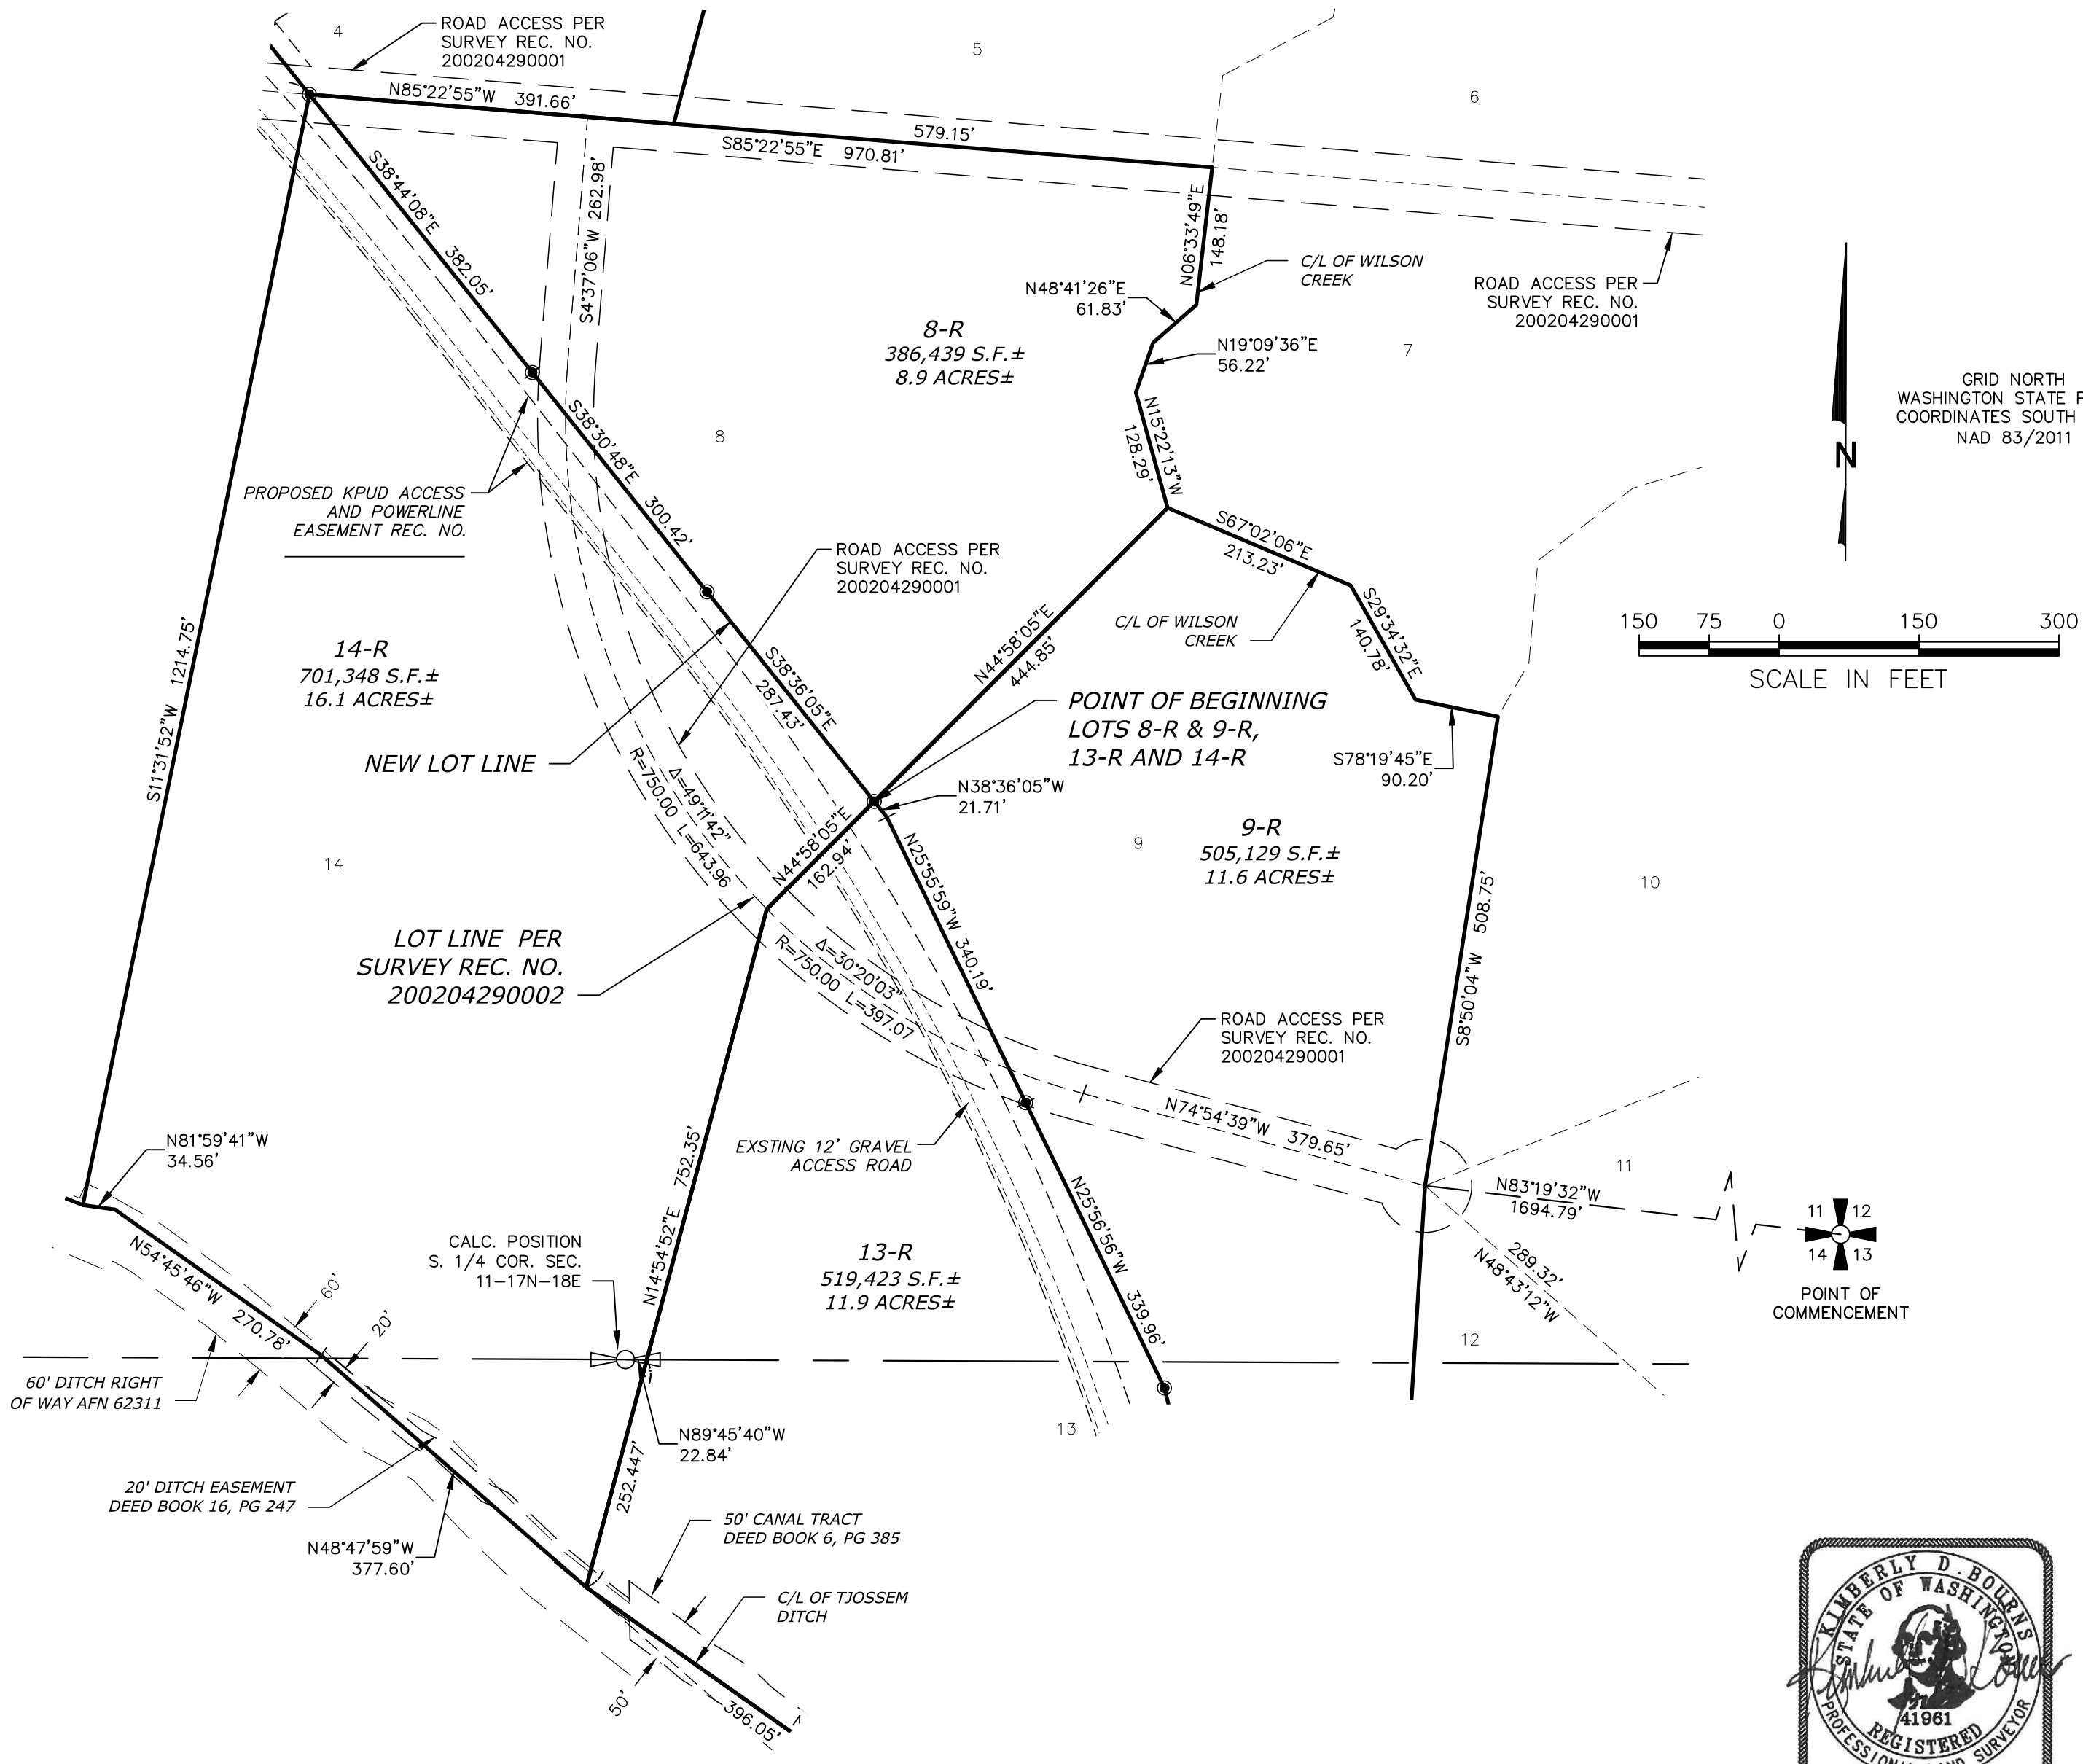 4
ROAD ACCESS PER
SURVEY REC. NO.
200204290001
5
6
N85°22'55"W 391.66'
579.15'
S85°22'55"E 970.81'
S38°44'08"E 382.05'
S4°37'06"W 262.98'
N06°33'49"E
148.18'
C/L OF WILSON
CREEK
N48°41'26"E
61.83'
ROAD ACCESS PER
SURVEY REC. NO.
200204290001
8-R
386,439 S.F.±
8.9 ACRES±
N19°09'36"E
56.22'
7
GRID NORTH
WASHINGTON STATE
COORDINATES SOUTH
NAD 83/2011
N
N15°22'13"W
128.29'
8
S38°30'48"E 300.42'
PROPOSED KPUD ACCESS
AND POWERLINE
EASEMENT REC. NO.
S67°02'06"E
213.23'
ROAD ACCESS PER
SURVEY REC. NO.
200204290001
S29°34'32"E
140.78'
C/L OF WILSON
CREEK
150 75 0 150 300
SCALE IN FEET
S11°31'52"W 1214.75'
14-R
701,348 S.F.±
16.1 ACRES±
N44°58'05"E
444.85'
S38°36'05"E
287.43'
POINT OF BEGINNING
LOTS 8-R & 9-R,
13-R AND 14-R
NEW LOT LINE
S78°19'45"E
90.20'
Δ=49°11'42"
R=750.00 L=643.96
N38°36'05"W
21.71'
N44°58'05"E
162.94'
9
9-R
505,129 S.F.±
11.6 ACRES±
14
10
N25°55'59"W 340.19'
S8°50'04"W 508.75'
LOT LINE PER
SURVEY REC. NO.
200204290002
Δ=30°20'03"
R=750.00 L=397.07
ROAD ACCESS PER
SURVEY REC. NO.
200204290001
N74°54'39"W 379.65'
EXSTING 12' GRAVEL
ACCESS ROAD
N81°59'41"W
34.56'
11
N83°19'32"W
1694.79'
11 12
14 13
POINT OF
COMMENCEMENT
N14°54'52"E 752.35'
N25°56'56"W 339.96'
CALC. POSITION
S. 1/4 COR. SEC.
11-17N-18E
13-R
519,423 S.F.±
11.9 ACRES±
289.32'
N48°43'12"W
N54°45'46"W 270.78'
60'
20'
12
60' DITCH RIGHT
OF WAY AFN 62311
13
N89°45'40"W
22.84'
252.447'
20' DITCH EASEMENT
DEED BOOK 16, PG 247
N48°47'59"W
377.60'
50' CANAL TRACT
DEED BOOK 6, PG 385
C/L OF TJOSSEM
DITCH
50'
396.05'
KIMBERLY D. BOURNS
STATE OF WASHINGTON
41961
REGISTERED
PROFESSIONAL LAND SURVEYOR